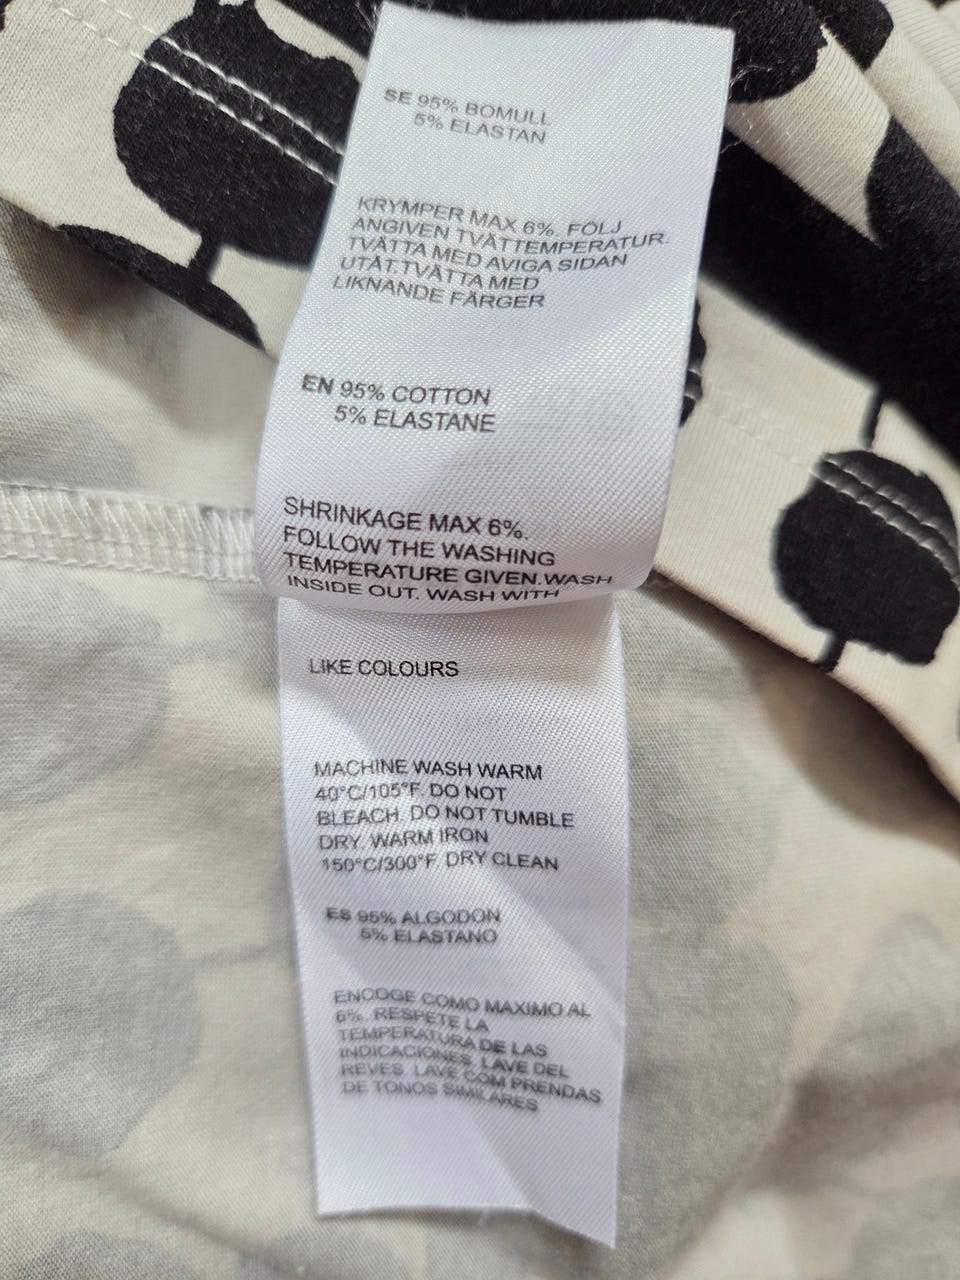 SE 95% BOMULL
5% ELASTAN
KRYMPER MAX 6%. FÖLJ
ANGIVEN TVÄTTEMPERATUR.
TVÄTTA MED AVIGA SIDAN
UTÅT.TVÄTTA MED
LIKNANDE FÄRGER
EN 95% COTTON
5% ELASTANE
SHRINKAGE MAX 6%.
FOLLOW THE WASHING
TEMPERATURE GIVEN.WASH
INSIDE OUT. WASH WITH
LIKE COLOURS
MACHINE WASH WARM
40°C/105°F. DO NOT
BLEACH. DO NOT TUMBLE
DRY. WARM IRON
150°C/300°F. DRY CLEAN
ES 95% ALGODON
5% ELASTANO
ENCOGE COMO MAXIMO AL
6%. RESPETE LA
TEMPERATURA DE LAS
INDICACIONES. LAVE DEL
REVES. LAVE COM PRENDAS
DE TONOS SIMILARES